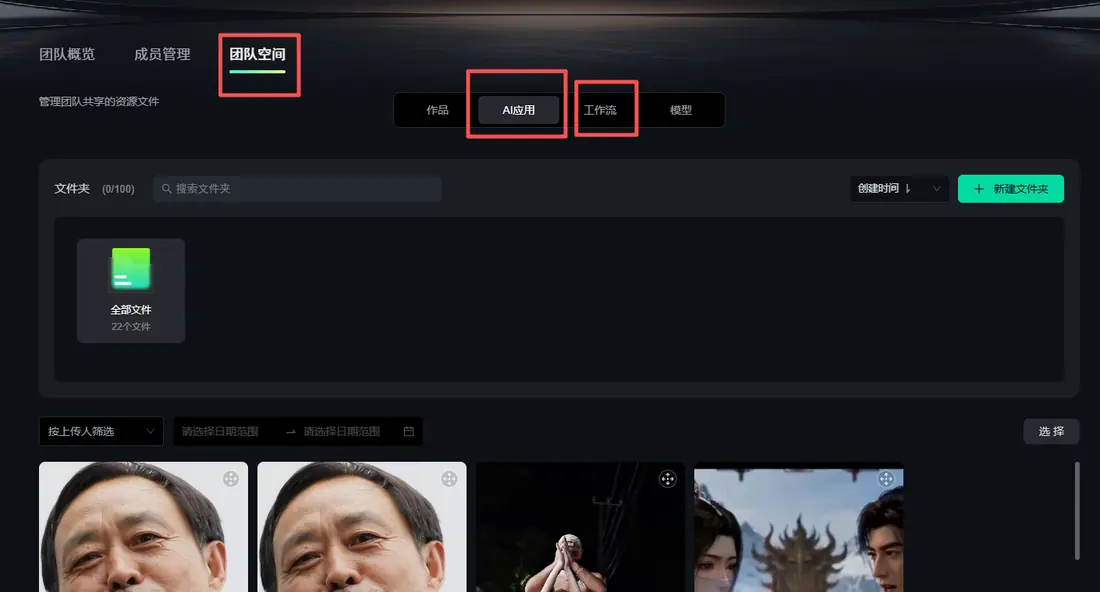 团队概览
成员管理
团队空间
管理团队共享的资源文件
作品
AI应用
工作流
模型
文件夹 (0/100)
搜索文件夹
创建时间
新建文件夹
全部文件
22个文件
按上传人筛选
请选择日期范围
请选择日期范围
选 择